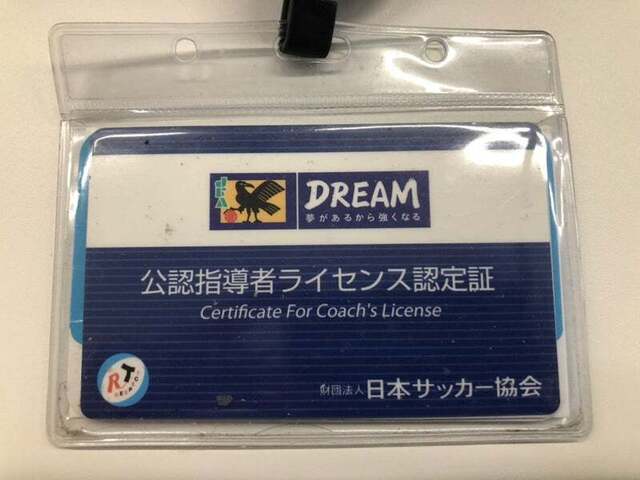 JFA
DREAM
夢があるから強くなる
公認指導者ライセンス認定証
Certificate For Coach's License
RT
財団法人 日本サッカー協会